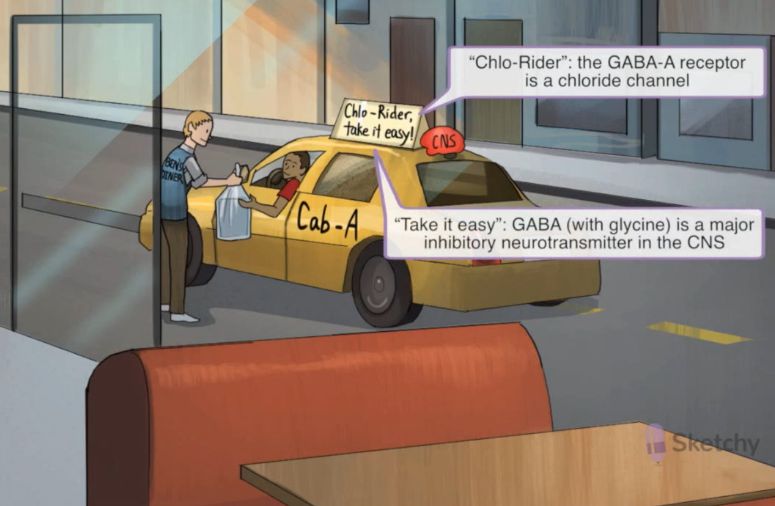 "Chlo-Rider": the GABA-A receptor
is a chloride channel
Chlo-Rider,
take it easy!
CNS
BEN'S
DINER
Cab-A
"Take it easy": GABA (with glycine) is a major
inhibitory neurotransmitter in the CNS
Sketchy